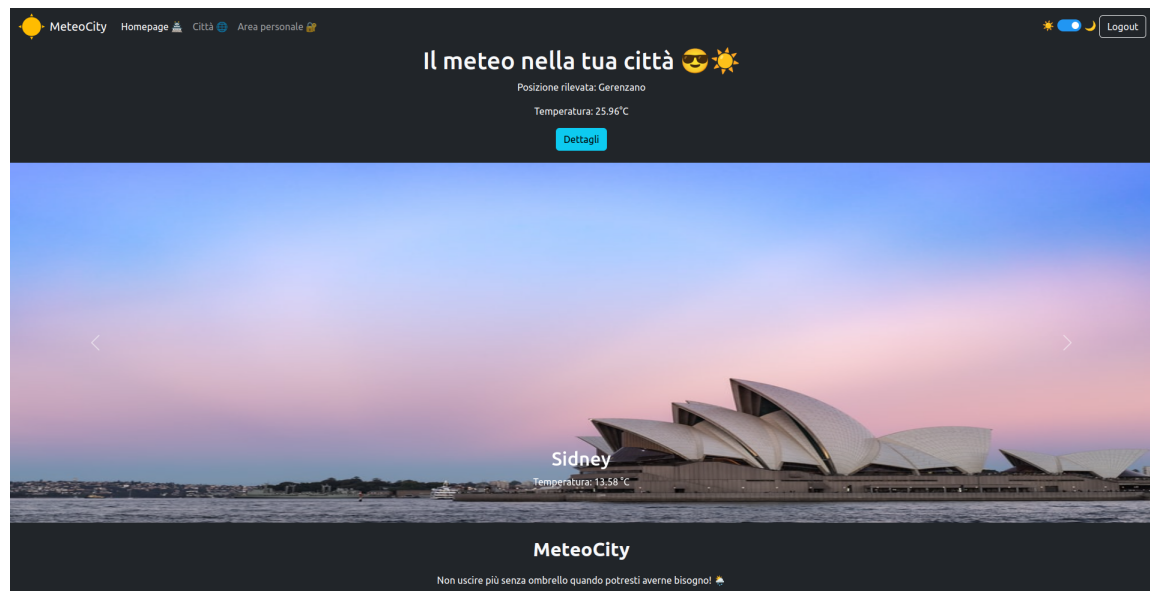 MeteoCity Homepage Città Area personale Logout
Il meteo nella tua città
Posizione rilevata: Gerenzano
Temperatura: 25.96°C
Dettagli
Sidney
Temperatura: 13.58 °C
MeteoCity
Non uscire più senza ombrello quando potresti averne bisogno!